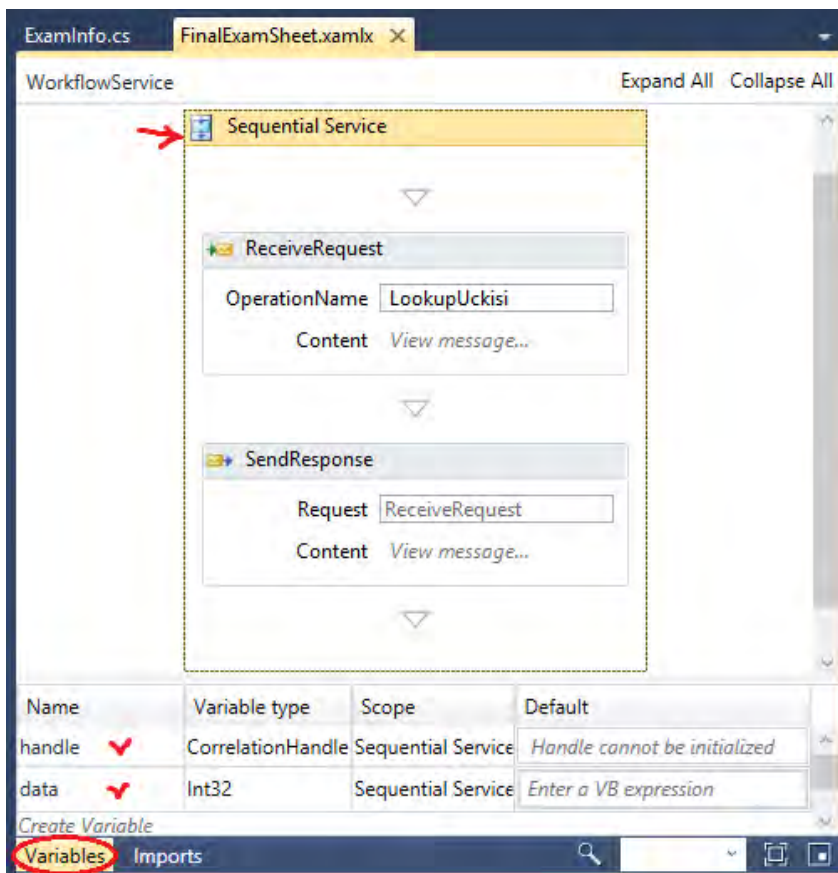 ExamInfo.cs FinalExamSheet.xamlx
WorkflowService Expand All Collapse All
Sequential Service
ReceiveRequest
OperationName LookupUckisi
Content View message...
SendResponse
Request ReceiveRequest
Content View message...
Name Variable type Scope Default
handle CorrelationHandle Sequential Service Handle cannot be initialized
data Int32 Sequential Service Enter a VB expression
Create Variable
Variables Imports